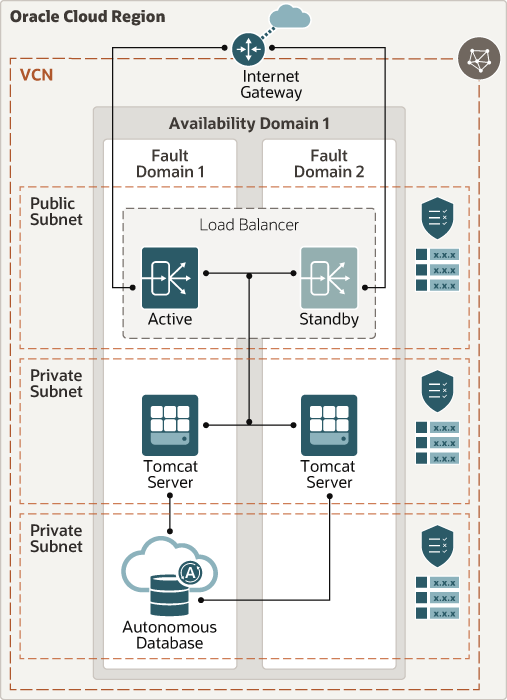 Oracle Cloud Region
VCN
Internet
Gateway
Availability Domain 1
Fault
Domain 1
Fault
Domain 2
Public
Subnet
Load Balancer
Active
Standby
x.x.x
x.x.x
x.x.x
Private
Subnet
Tomcat
Server
Tomcat
Server
x.x.x
x.x.x
x.x.x
Private
Subnet
A
Autonomous
Database
x.x.x
x.x.x
x.x.x